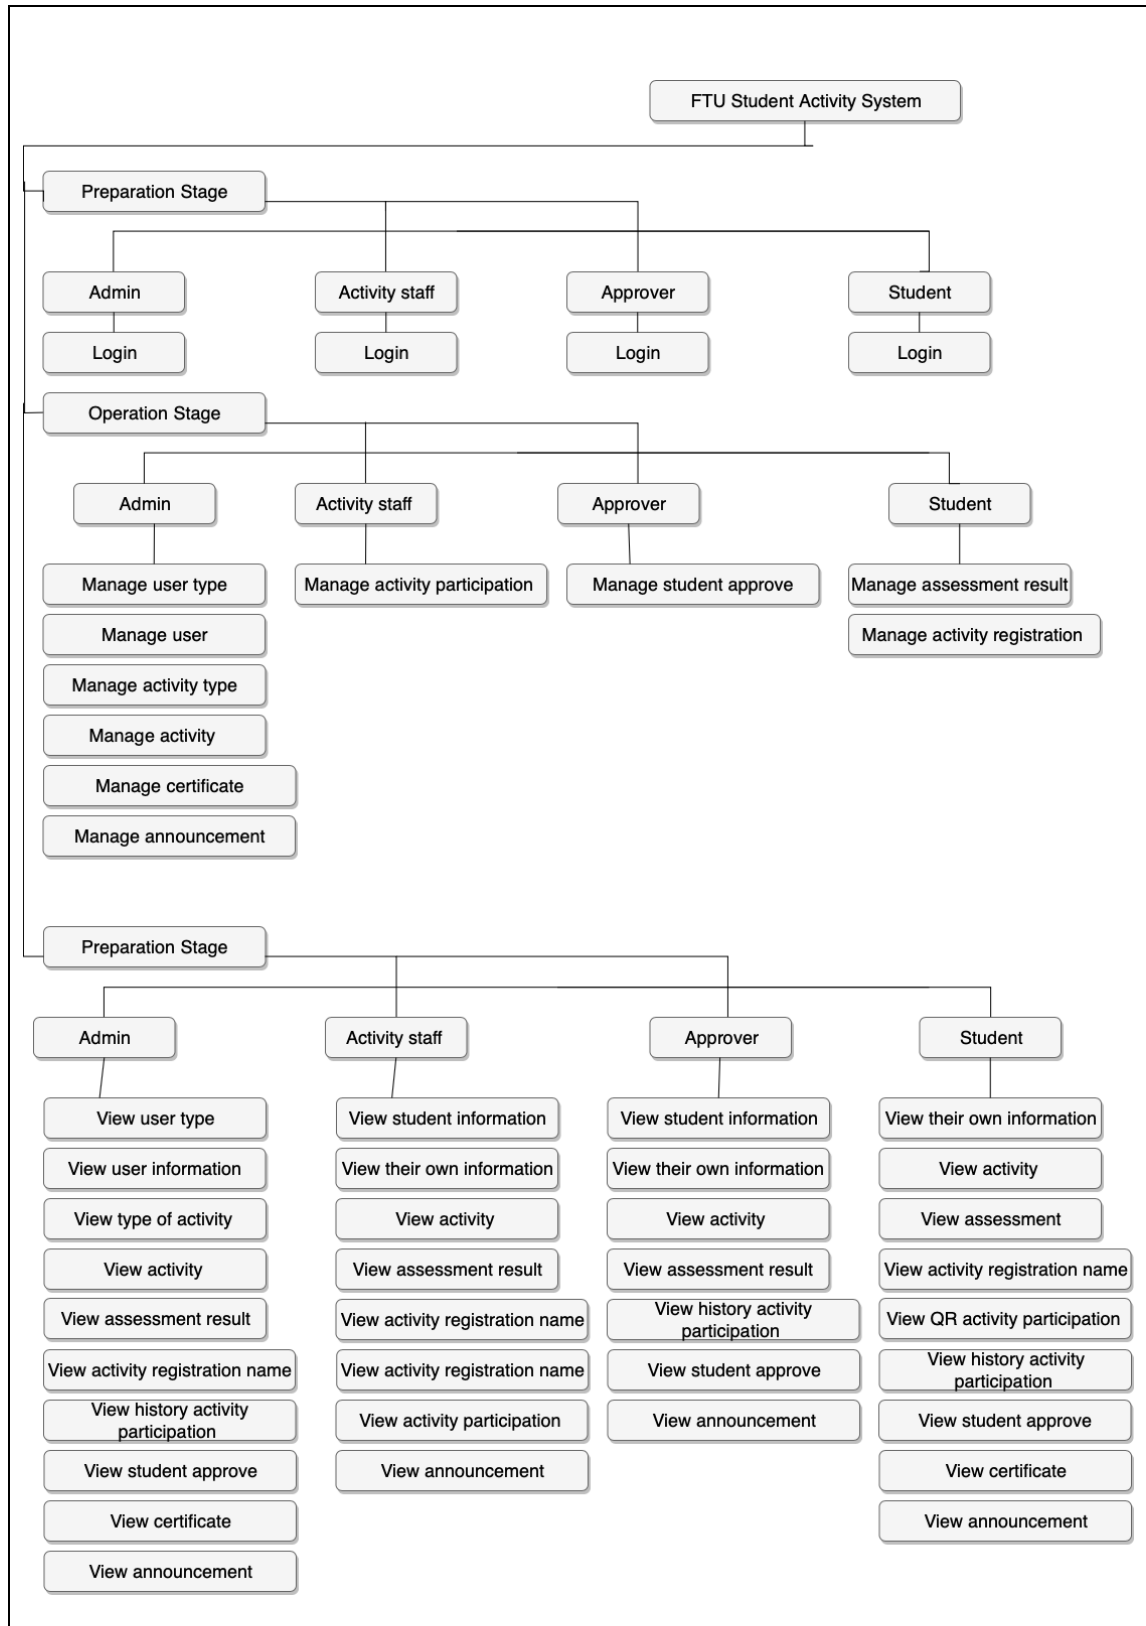 FTU Student Activity System
Preparation Stage
Admin
Activity staff
Approver
Student
Login
Login
Login
Login
Operation Stage
Admin
Activity staff
Approver
Student
Manage user type
Manage activity participation
Manage student approve
Manage assessment result
Manage user
Manage activity registration
Manage activity type
Manage activity
Manage certificate
Manage announcement
Preparation Stage
Admin
Activity staff
Approver
Student
View user type
View student information
View student information
View their own information
View user information
View their own information
View their own information
View activity
View type of activity
View activity
View activity
View assessment
View activity
View assessment result
View assessment result
View activity registration name
View assessment result
View activity registration name
View history activity
participation
View QR activity participation
View activity registration name
View activity registration name
View student approve
View history activity
participation
View history activity
participation
View activity participation
View announcement
View student approve
View student approve
View announcement
View certificate
View certificate
View announcement
View announcement